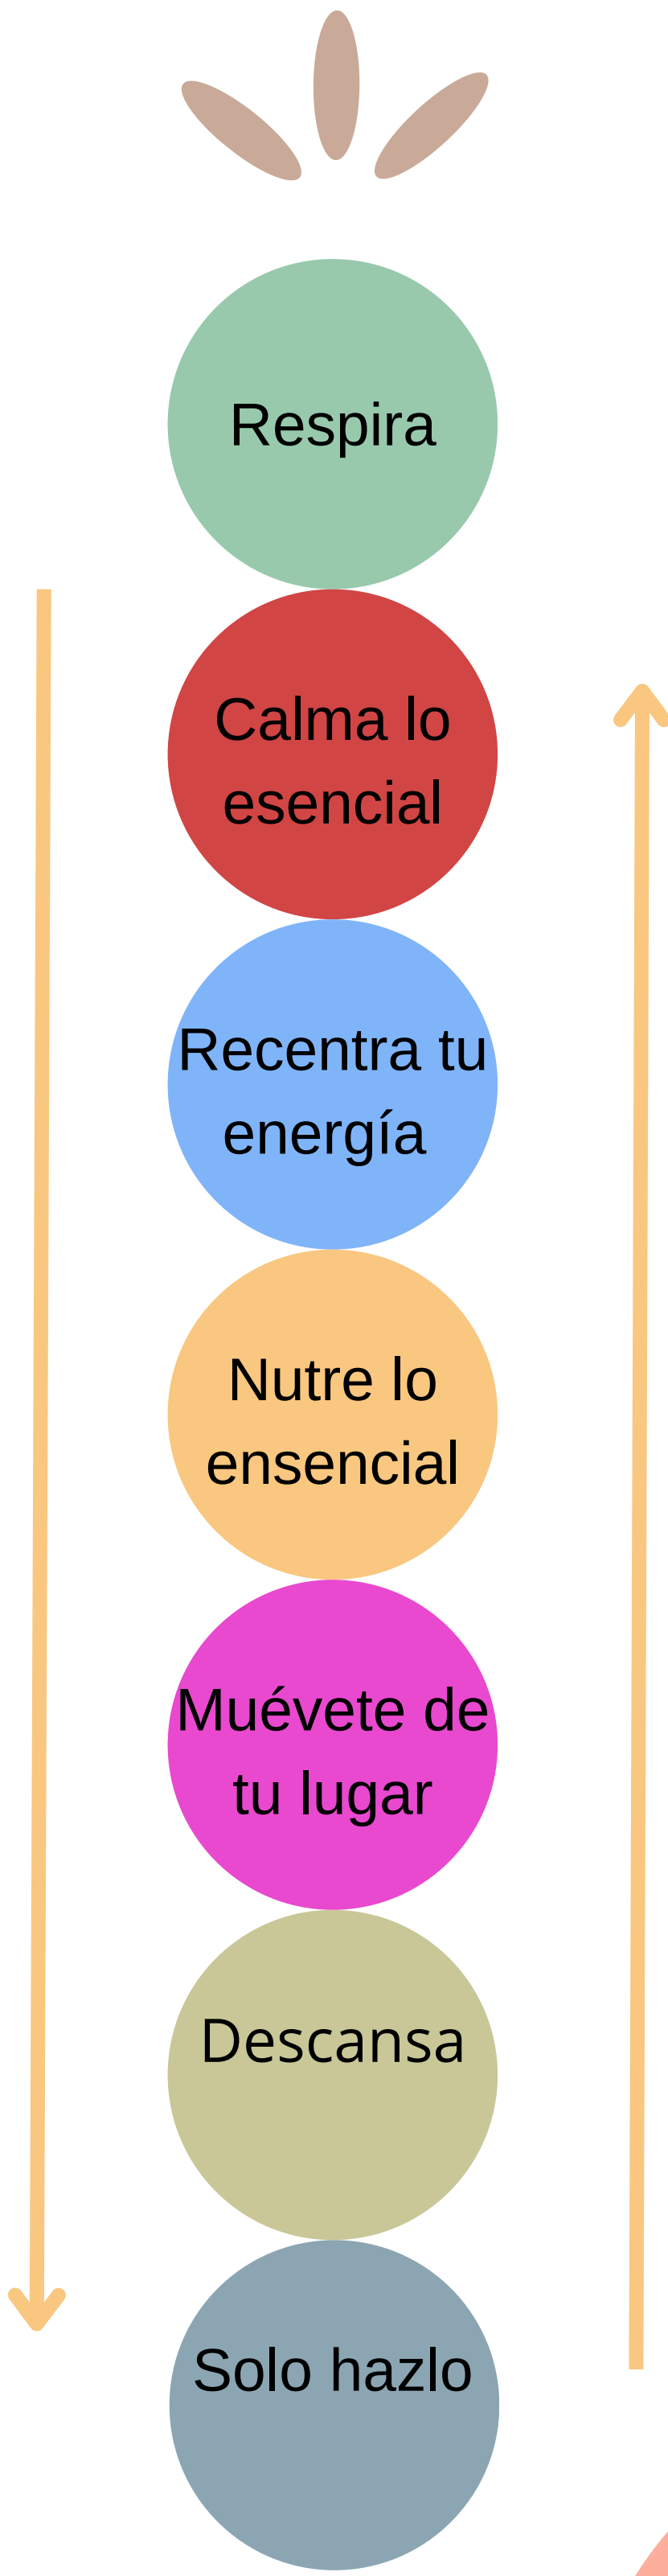 Respira
Calma lo
esencial
Recentra tu
energía
Nutre lo
ensencial
Muévete de
tu lugar
Descansa
Solo hazlo